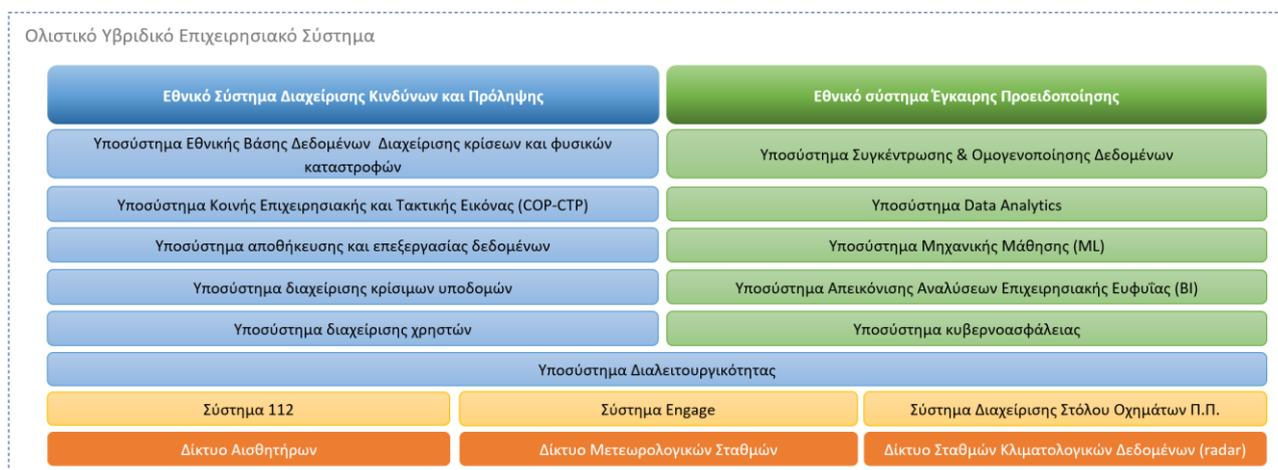 Ολιστικό Υβριδικό Επιχειρησιακό Σύστημα
Εθνικό Σύστημα Διαχείρισης Κινδύνων και Πρόληψης
Εθνικό σύστημα Έγκαιρης Προειδοποίησης
Υποσύστημα Εθνικής Βάσης Δεδομένων Διαχείρισης κρίσεων και φυσικών
καταστροφών
Υποσύστημα Συγκέντρωσης & Ομογενοποίησης Δεδομένων
Υποσύστημα Κοινής Επιχειρησιακής και Τακτικής Εικόνας (COP-CTP)
Υποσύστημα Data Analytics
Υποσύστημα αποθήκευσης και επεξεργασίας δεδομένων
Υποσύστημα Μηχανικής Μάθησης (ML)
Υποσύστημα διαχείρισης κρίσιμων υποδομών
Υποσύστημα Απεικόνισης Αναλύσεων Επιχειρησιακής Ευφυΐας (BI)
Υποσύστημα διαχείρισης χρηστών
Υποσύστημα κυβερνοασφάλειας
Υποσύστημα Διαλειτουργικότητας
Σύστημα 112
Σύστημα Engage
Σύστημα Διαχείρισης Στόλου Οχημάτων Π.Π.
Δίκτυο Αισθητήρων
Δίκτυο Μετεωρολογικών Σταθμών
Δίκτυο Σταθμών Κλιματολογικών Δεδομένων (radar)